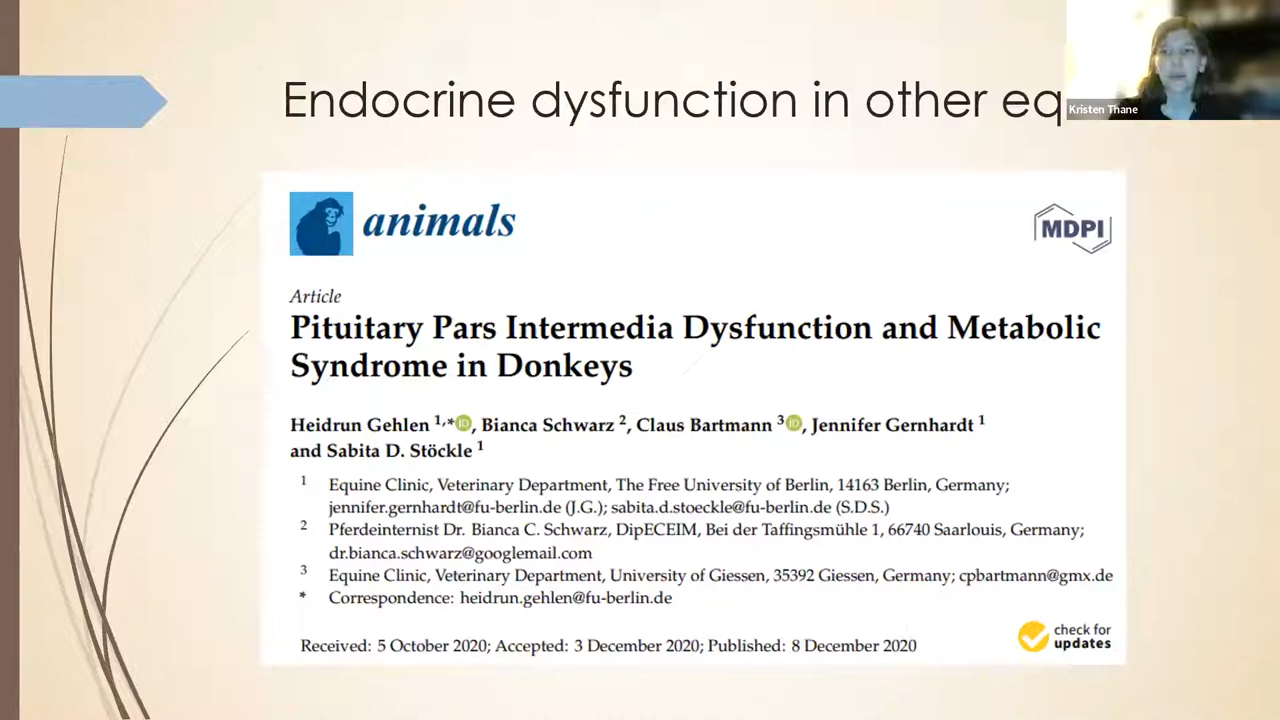 Endocrine dysfunction in other eq
Kristen Thane
animals
MDPI
Article
Pituitary Pars Intermedia Dysfunction and Metabolic
Syndrome in Donkeys
Heidrun Gehlen 1,*, Bianca Schwarz 2, Claus Bartmann 3, Jennifer Gernhardt 1
and Sabita D. Stöckle 1
1 Equine Clinic, Veterinary Department, The Free University of Berlin, 14163 Berlin, Germany;
jennifer.gernhardt@fu-berlin.de (J.G.); sabita.d.stoeckle@fu-berlin.de (S.D.S.)
2 Pferdeinternist Dr. Bianca C. Schwarz, DipECEIM, Bei der Taffingsmühle 1, 66740 Saarlouis, Germany;
dr.bianca.schwarz@googlemail.com
3 Equine Clinic, Veterinary Department, University of Giessen, 35392 Giessen, Germany; cpbartmann@gmx.de
* Correspondence: heidrun.gehlen@fu-berlin.de
Received: 5 October 2020; Accepted: 3 December 2020; Published: 8 December 2020
check for
updates